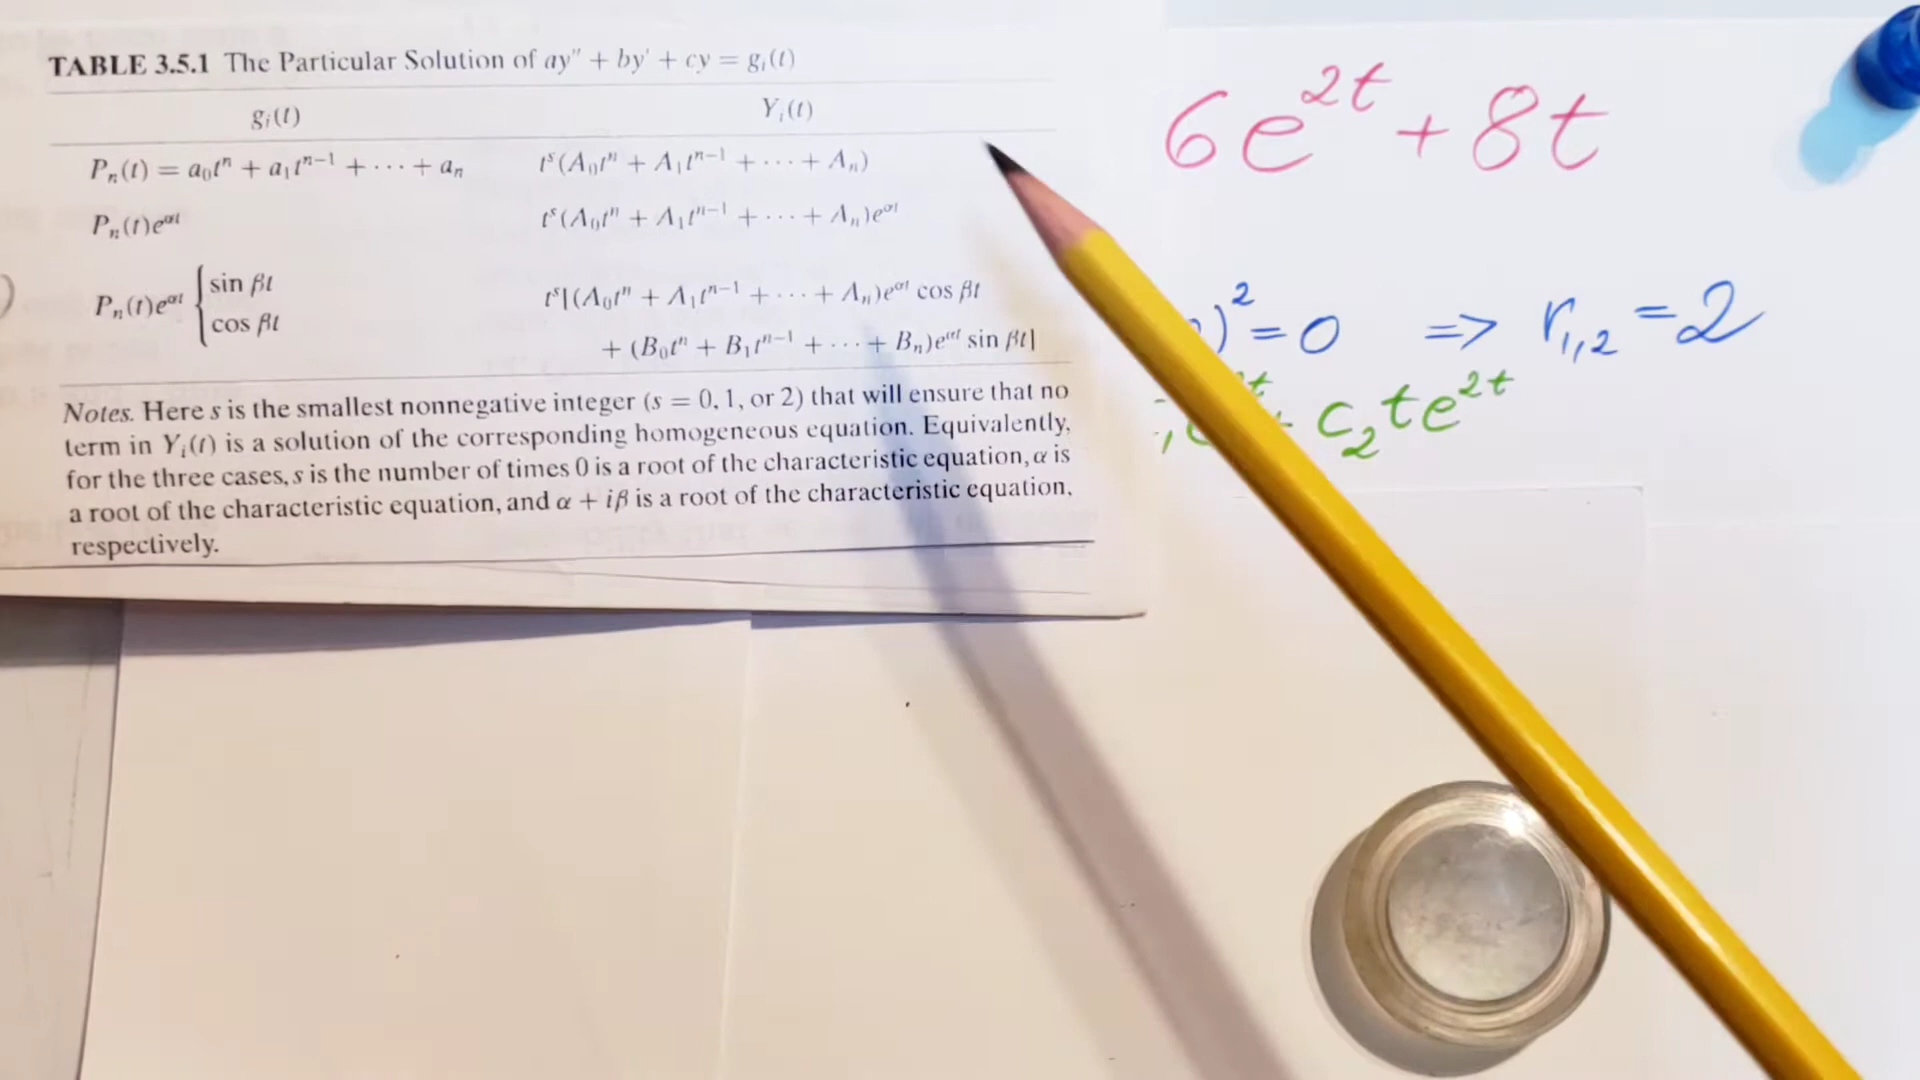 TABLE 3.5.1 The Particular Solution of ay″ + by′ + cy = gᵢ(t)
gᵢ(t) Yᵢ(t)
Pₙ(t) = a₀tⁿ + a₁tⁿ⁻¹ + ··· + aₙ tˢ(A₀tⁿ + A₁tⁿ⁻¹ + ··· + Aₙ)
Pₙ(t)e^{αt} tˢ(A₀tⁿ + A₁tⁿ⁻¹ + ··· + Aₙ)e^{αt}
Pₙ(t)e^{αt} { sin βt
cos βt
tˢ[(A₀tⁿ + A₁tⁿ⁻¹ + ··· + Aₙ)e^{αt} cos βt
+ (B₀tⁿ + B₁tⁿ⁻¹ + ··· + Bₙ)e^{αt} sin βt]
Notes. Here s is the smallest nonnegative integer (s = 0, 1, or 2) that will ensure that no
term in Yᵢ(t) is a solution of the corresponding homogeneous equation. Equivalently,
for the three cases, s is the number of times 0 is a root of the characteristic equation, α is
a root of the characteristic equation, and α + iβ is a root of the characteristic equation,
respectively.
6e^{2t} + 8t
)² = 0 => r₁,₂ = 2
+ c₂te^{2t}